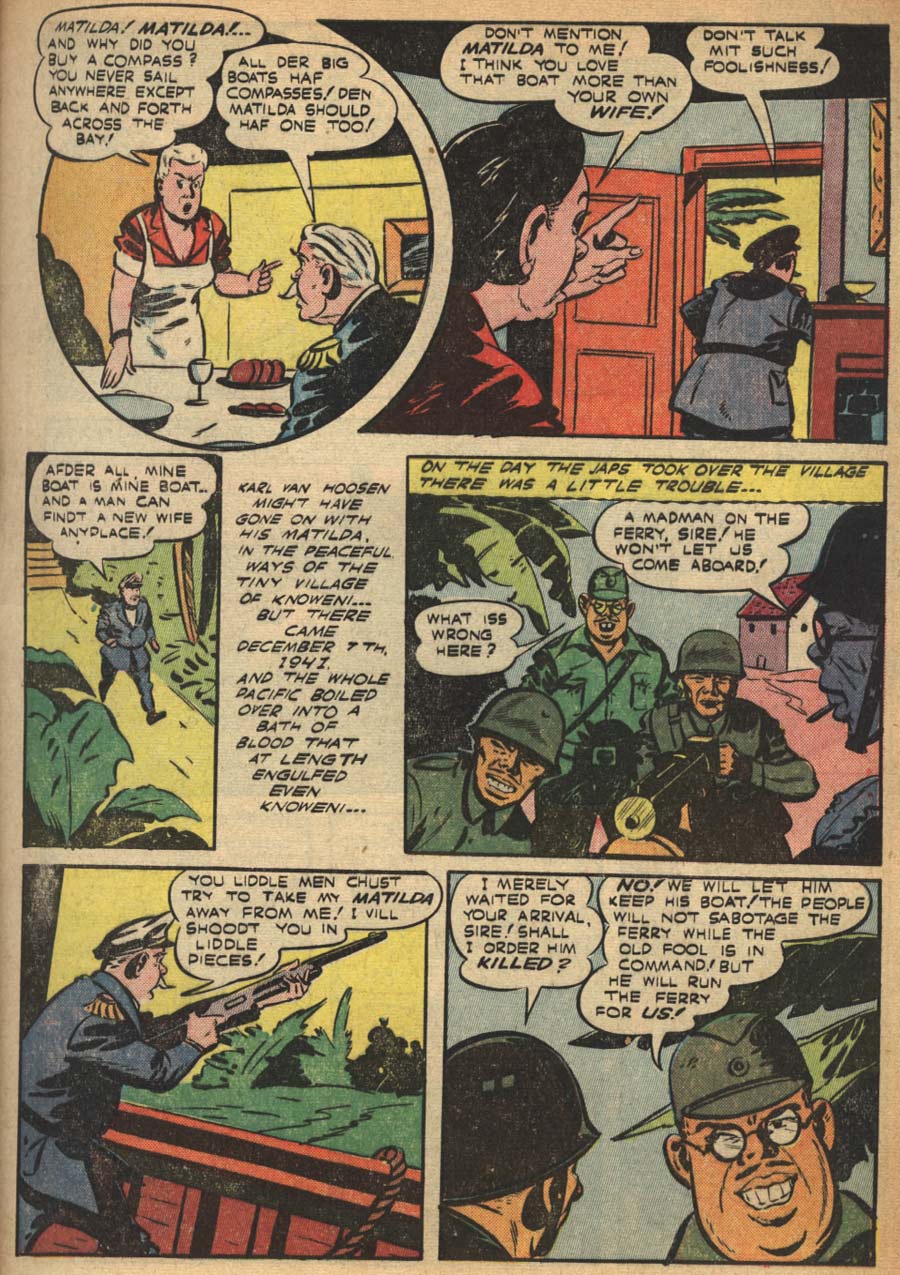 MATILDA! MATILDA!...
AND WHY DID YOU
BUY A COMPASS?
YOU NEVER SAIL
ANYWHERE EXCEPT
BACK AND FORTH
ACROSS THE
BAY!
ALL DER BIG
BOATS HAF
COMPASSES! DEN
MATILDA SHOULD
HAF ONE TOO!
DON'T MENTION
MATILDA TO ME!
I THINK YOU LOVE
THAT BOAT MORE THAN
YOUR OWN
WIFE!
DON'T TALK
MIT SUCH
FOOLISHNESS!
AFDER ALL, MINE
BOAT IS MINE BOAT...
AND A MAN CAN
FINDT A NEW WIFE
ANYPLACE!
KARL VAN HOOSEN
MIGHT HAVE
GONE ON WITH
HIS MATILDA,
IN THE PEACEFUL
WAYS OF THE
TINY VILLAGE
OF KNOWENI...
BUT THERE
CAME
DECEMBER 7TH,
1941,
AND THE WHOLE
PACIFIC BOILED
OVER INTO A
BATH OF
BLOOD THAT
AT LENGTH
ENGULFED
EVEN
KNOWENI...
ON THE DAY THE JAPS TOOK OVER THE VILLAGE
THERE WAS A LITTLE TROUBLE...
WHAT ISS
WRONG
HERE?
A MADMAN ON THE
FERRY, SIRE! HE
WON'T LET US
COME ABOARD!
YOU LIDDLE MEN CHUST
TRY TO TAKE MY MATILDA
AWAY FROM ME! I VILL
SHOODT YOU IN
LIDDLE
PIECES!
I MERELY
WAITED FOR
YOUR ARRIVAL,
SIRE! SHALL
I ORDER HIM
KILLED?
NO! WE WILL LET HIM
KEEP HIS BOAT! THE PEOPLE
WILL NOT SABOTAGE THE
FERRY WHILE THE
OLD FOOL IS IN
COMMAND! BUT
HE WILL RUN
THE FERRY
FOR US!